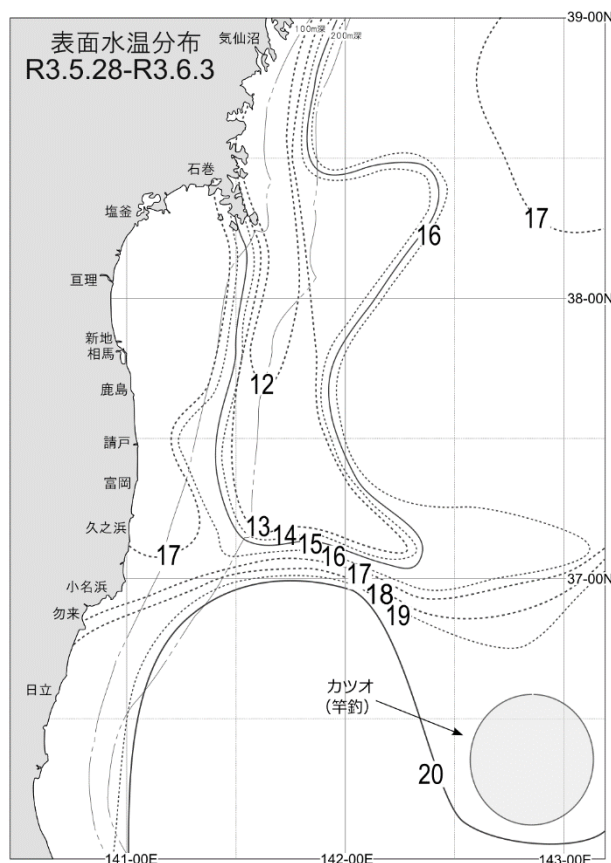 39-00N
気仙沼
100m深
200m深
表面水温分布
R3.5.28-R3.6.3
石巻
塩釜
17
16
亘理
38-00N
新地
相馬
12
鹿島
請戸
富岡
久之浜
13
14
15
16
17
17
18
19
37-00N
小名浜
勿来
日立
カツオ
(竿釣)
20
141-00E
142-00E
143-00E